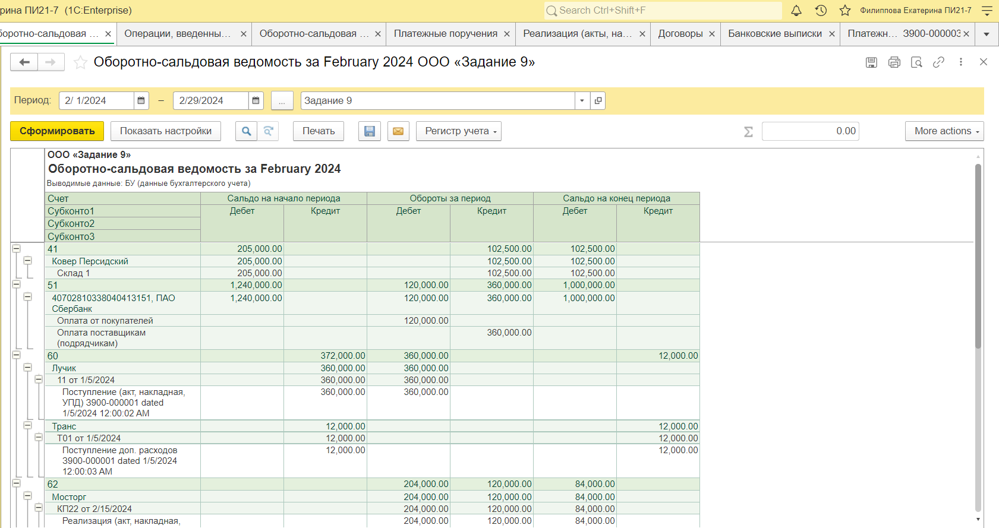 рина ПИ21-7 (1C:Enterprise)
Search Ctrl+Shift+F
Филиппова Екатерина ПИ21-7
боротно-сальдовая ...
Операции, введенны...
Оборотно-сальдовая ...
Платежные поручения
Реализация (акты, на...
Договоры
Банковские выписки
Платежн... 3900-000003
Оборотно-сальдовая ведомость за February 2024 ООО «Задание 9»
Период: 2/ 1/2024 – 2/29/2024 ... Задание 9
Сформировать Показать настройки Печать Регистр учета Σ 0.00 More actions
ООО «Задание 9»
Оборотно-сальдовая ведомость за February 2024
Выводимые данные: БУ (данные бухгалтерского учета)
Счет Сальдо на начало периода Обороты за период Сальдо на конец периода
Субконто1 Дебет Кредит Дебет Кредит Дебет Кредит
Субконто2
Субконто3
41 205,000.00 102,500.00 102,500.00
Ковер Персидский 205,000.00 102,500.00 102,500.00
Склад 1 205,000.00 102,500.00 102,500.00
51 1,240,000.00 120,000.00 360,000.00 1,000,000.00
40702810338040413151, ПАО 1,240,000.00 120,000.00 360,000.00 1,000,000.00
Сбербанк
Оплата от покупателей 120,000.00
Оплата поставщикам 360,000.00
(подрядчикам)
60 372,000.00 360,000.00 12,000.00
Лучик 360,000.00 360,000.00
11 от 1/5/2024 360,000.00 360,000.00
Поступление (акт, накладная, 360,000.00 360,000.00
УПД) 3900-000001 dated
1/5/2024 12:00:02 AM
Транс 12,000.00 12,000.00
Т01 от 1/5/2024 12,000.00 12,000.00
Поступление доп. расходов 12,000.00 12,000.00
3900-000001 dated 1/5/2024
12:00:03 AM
62 204,000.00 120,000.00 84,000.00
Мосторг 204,000.00 120,000.00 84,000.00
КП22 от 2/15/2024 204,000.00 120,000.00 84,000.00
Реализация (акт, накладная, 204,000.00 120,000.00 84,000.00